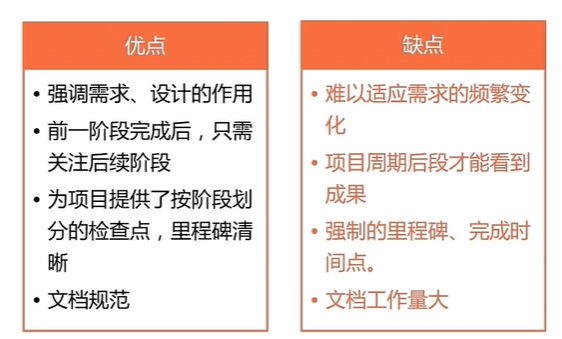 优点
• 强调需求、设计的作用
• 前一阶段完成后，只需
关注后续阶段
• 为项目提供了按阶段划
分的检查点，里程碑清
晰
• 文档规范
缺点
• 难以适应需求的频繁变
化
• 项目周期后段才能看到
成果
• 强制的里程碑、完成时
间点。
• 文档工作量大